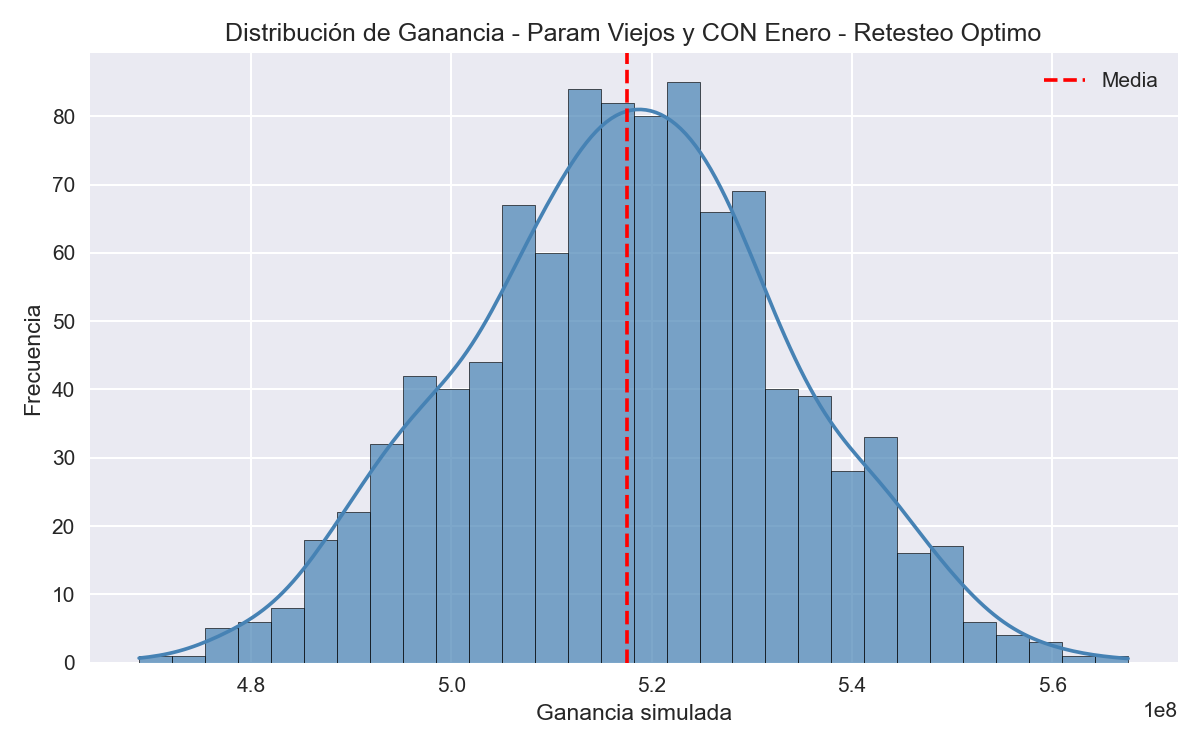 Distribución de Ganancia - Param Viejos y CON Enero - Retesteo Optimo
Media
Frecuencia
80
70
60
50
40
30
20
10
0
4.8 5.0 5.2 5.4 5.6
1e8
Ganancia simulada